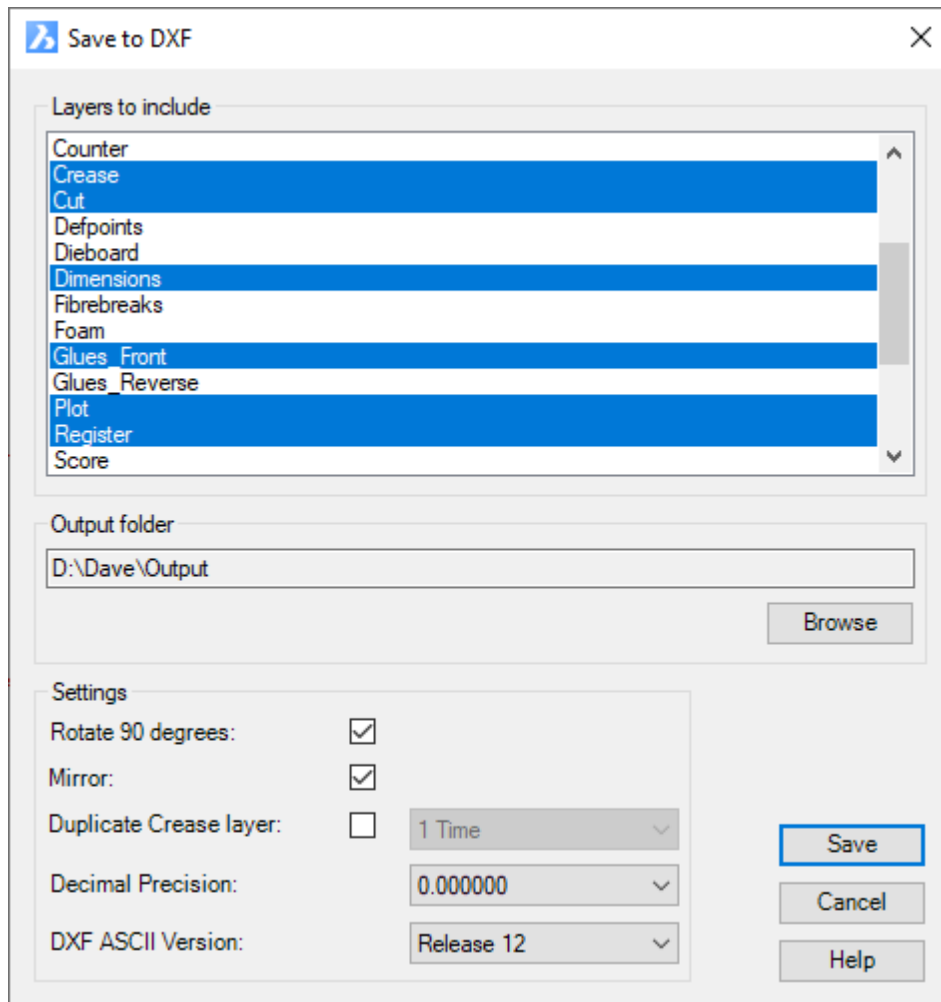 Save to DXF
Layers to include
Counter
Crease
Cut
Defpoints
Dieboard
Dimensions
Fibrebreaks
Foam
Glues_Front
Glues_Reverse
Plot
Register
Score
Output folder
D:\Dave\Output
Browse
Settings
Rotate 90 degrees:
Mirror:
Duplicate Crease layer: 1 Time
Decimal Precision: 0.000000
DXF ASCII Version: Release 12
Save
Cancel
Help